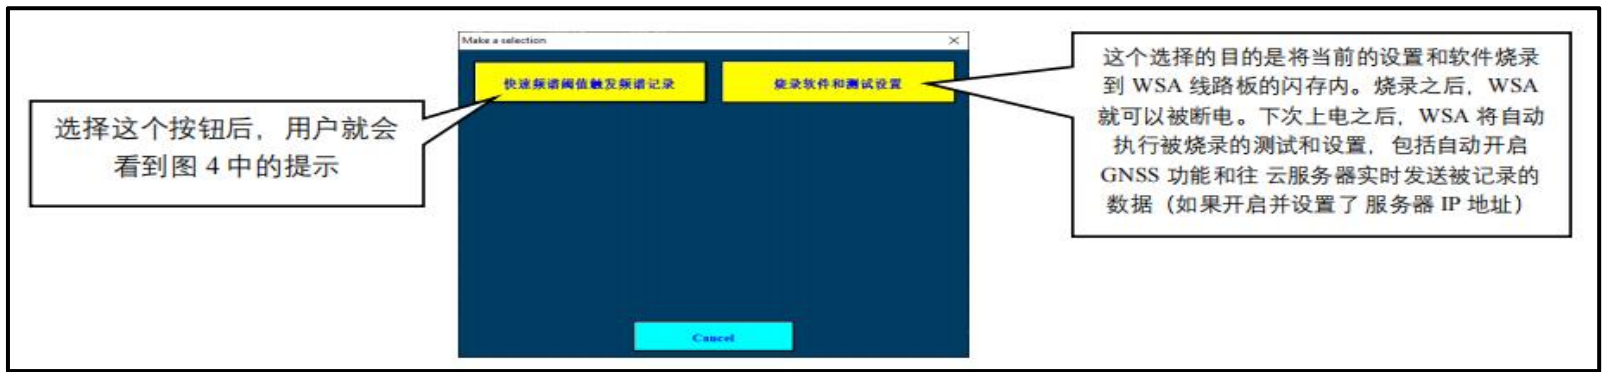 Make a selection
快速频谱阈值触发频谱记录
烧录软件和测试设置
选择这个按钮后，用户就会
看到图 4 中的提示
这个选择的目的是将当前的设置和软件烧录
到 WSA 线路板的闪存内。烧录之后，WSA
就可以被断电。下次上电之后，WSA 将自动
执行被烧录的测试和设置，包括自动开启
GNSS 功能和往 云服务器实时发送被记录的
数据（如果开启并设置了 服务器 IP 地址）
Cancel